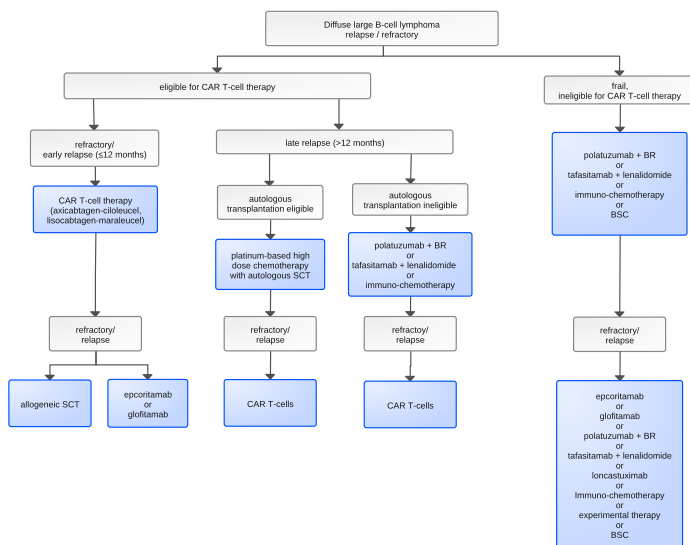 Diffuse large B-cell lymphoma
relapse / refractory
eligible for CAR T-cell therapy
frail,
ineligible for CAR T-cell therapy
refractory/
early relapse (≤12 months)
late relapse (>12 months)
polatuzumab + BR
or
tafasitamab + lenalidomide
or
immuno-chemotherapy
or
BSC
CAR T-cell therapy
(axicabtagen-ciloleucel,
lisocabtagen-maraleucel)
autologous
transplantation eligible
autologous
transplantation ineligible
platinum-based high
dose chemotherapy
with autologous SCT
polatuzumab + BR
or
tafasitamab + lenalidomide
or
immuno-chemotherapy
refractory/
relapse
refractory/
relapse
refractoy/
relapse
refractory/
relapse
allogeneic SCT
epcoritamab
or
glofitamab
CAR T-cells
CAR T-cells
epcoritamab
or
glofitamab
or
polatuzumab + BR
or
tafasitamab + lenalidomide
or
loncastuximab
or
Immuno-chemotherapy
or
experimental therapy
or
BSC